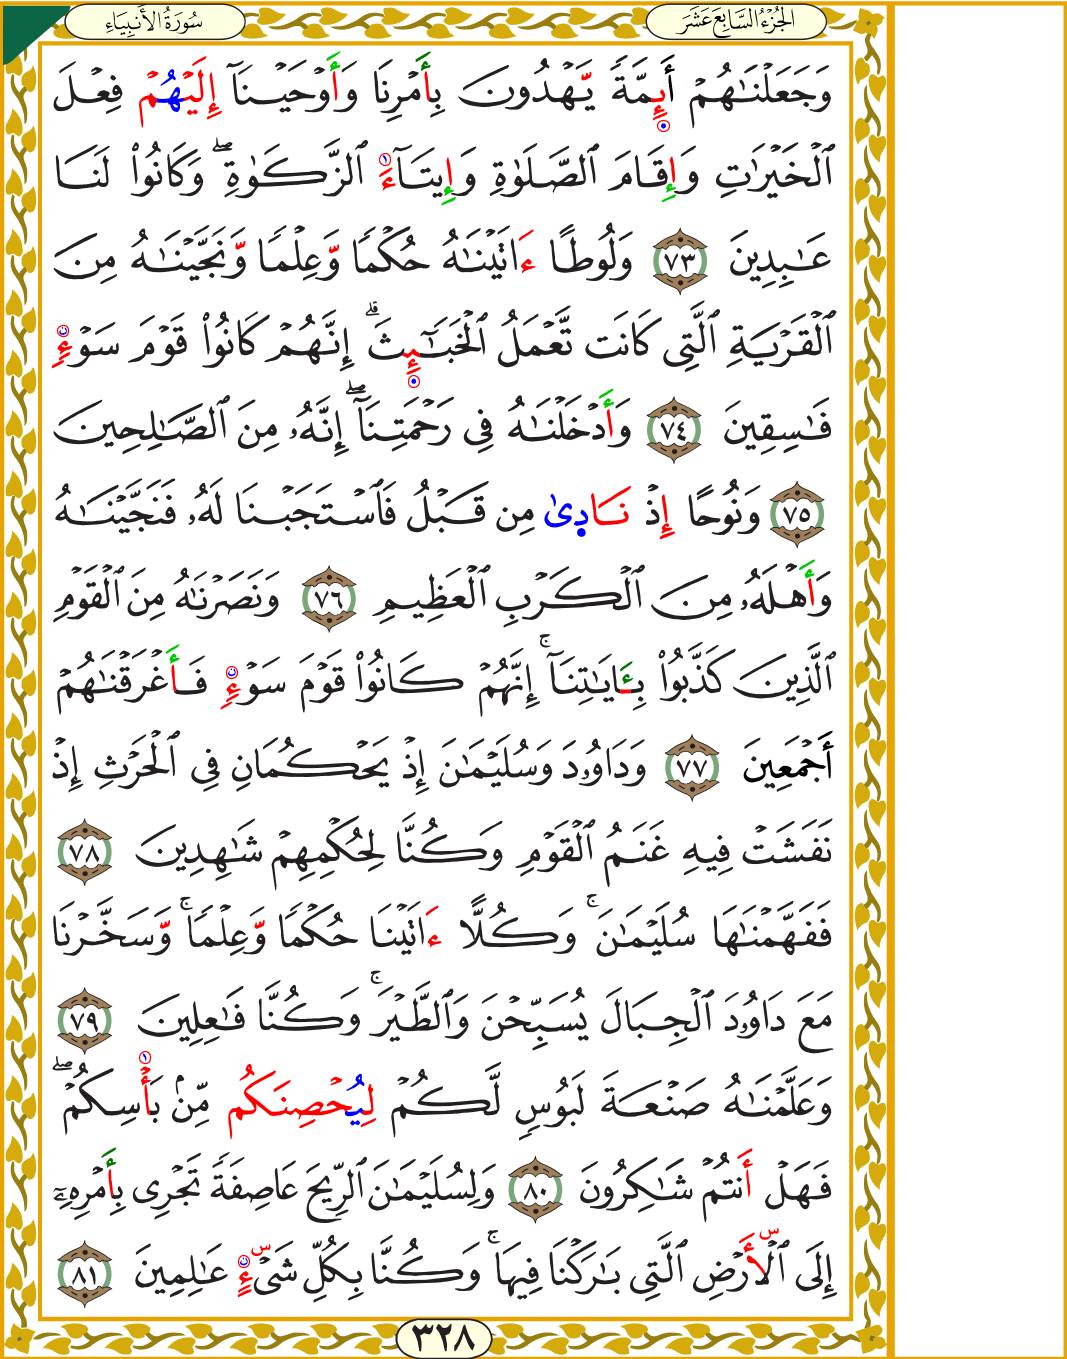 الجُزْءُ السَّابِعَ عَشَرَ
سُورَةُ الأَنبِيَاءِ
وَجَعَلْنَٰهُمْ أَئِمَّةً يَّهْدُونَ بِأَمْرِنَا وَأَوْحَيْنَآ إِلَيْهُمْ فِعْلَ
ٱلْخَيْرَٰتِ وَإِقَامَ ٱلصَّلَوٰةِ وَإِيتَآءَ ٱلزَّكَوٰةِ ۖ وَكَانُوا۟ لَنَا
عَٰبِدِينَ ٧٣ وَلُوطًا ءَاتَيْنَٰهُ حُكْمًا وَّعِلْمًا وَّنَجَّيْنَٰهُ مِنَ
ٱلْقَرْيَةِ ٱلَّتِى كَانَت تَّعْمَلُ ٱلْخَبَٰٓئِثَ ۗ إِنَّهُمْ كَانُوا۟ قَوْمَ سَوْءٍ
فَٰسِقِينَ ٧٤ وَأَدْخَلْنَٰهُ فِى رَحْمَتِنَآ ۖ إِنَّهُۥ مِنَ ٱلصَّٰلِحِينَ
٧٥ وَنُوحًا إِذْ نَادِىٰ مِن قَبْلُ فَٱسْتَجَبْنَا لَهُۥ فَنَجَّيْنَٰهُ
وَأَهْلَهُۥ مِنَ ٱلْكَرْبِ ٱلْعَظِيمِ ٧٦ وَنَصَرْنَٰهُ مِنَ ٱلْقَوْمِ
ٱلَّذِينَ كَذَّبُوا۟ بِـَٔايَٰتِنَآ ۚ إِنَّهُمْ كَانُوا۟ قَوْمَ سَوْءٍ فَأَغْرَقْنَٰهُمْ
أَجْمَعِينَ ٧٧ وَدَاوُۥدَ وَسُلَيْمَٰنَ إِذْ يَحْكُمَانِ فِى ٱلْحَرْثِ إِذْ
نَفَشَتْ فِيهِ غَنَمُ ٱلْقَوْمِ وَكُنَّا لِحُكْمِهِمْ شَٰهِدِينَ ٧٨
فَفَهَّمْنَٰهَا سُلَيْمَٰنَ ۚ وَكُلًّا ءَاتَيْنَا حُكْمًا وَّعِلْمًا ۚ وَّسَخَّرْنَا
مَعَ دَاوُۥدَ ٱلْجِبَالَ يُسَبِّحْنَ وَٱلطَّيْرَ ۚ وَكُنَّا فَٰعِلِينَ ٧٩
وَعَلَّمْنَٰهُ صَنْعَةَ لَبُوسٍ لَّكُمْ لِيُحْصِنَكُم مِّنۢ بَأْسِكُمْ ۖ
فَهَلْ أَنتُمْ شَٰكِرُونَ ٨٠ وَلِسُلَيْمَٰنَ ٱلرِّيحَ عَاصِفَةً تَجْرِى بِأَمْرِهِۦٓ
إِلَى ٱلْأَرْضِ ٱلَّتِى بَٰرَكْنَا فِيهَا ۚ وَكُنَّا بِكُلِّ شَىْءٍ عَٰلِمِينَ ٨١
٣٢٨